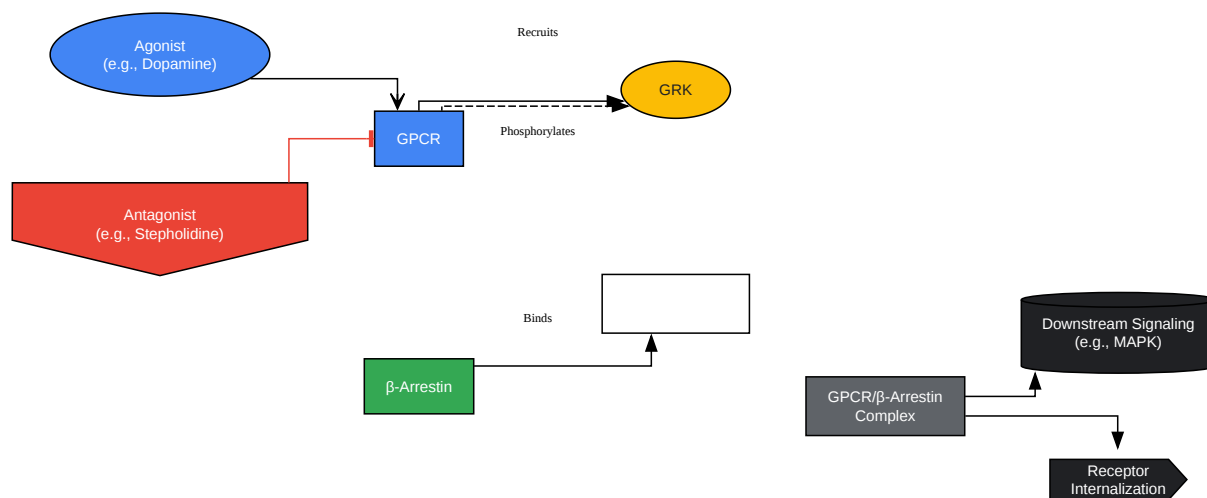 Recruits
Agonist
(e.g., Dopamine)
GRK
Phosphorylates
GPCR
Antagonist
(e.g., Stepholidine)
Binds
Downstream Signaling
(e.g., MAPK)
β-Arrestin
GPCR/β-Arrestin
Complex
Receptor
Internalization